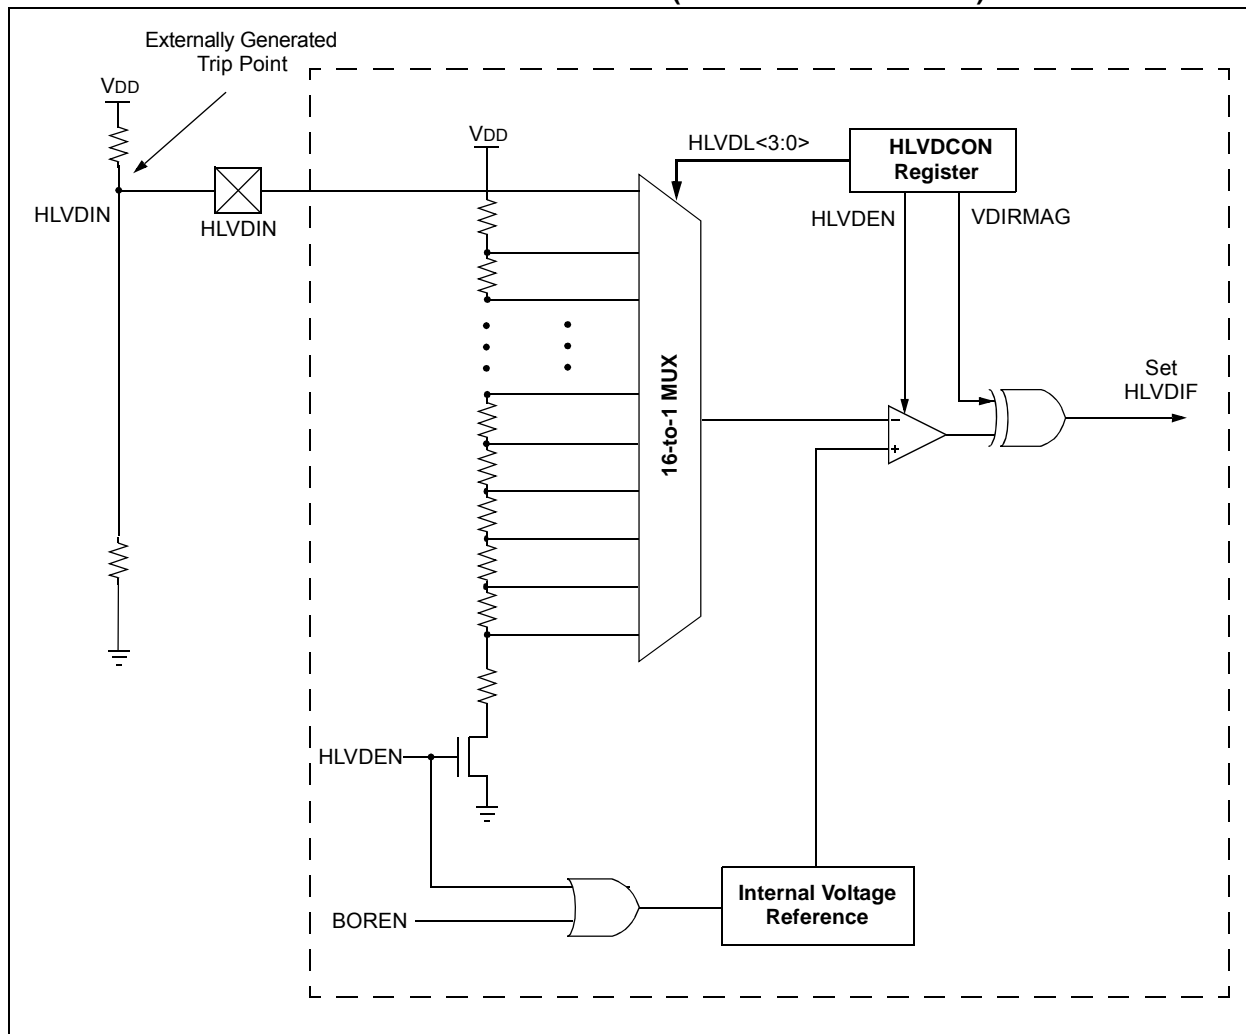 Externally Generated
Trip Point
VDD
VDD
HLVDL<3:0>
HLVDCON
Register
HLVDIN
HLVDIN
HLVDEN
VDIRMAG
16-to-1 MUX
Set
HLVDIF
–
+
HLVDEN
Internal Voltage
Reference
BOREN